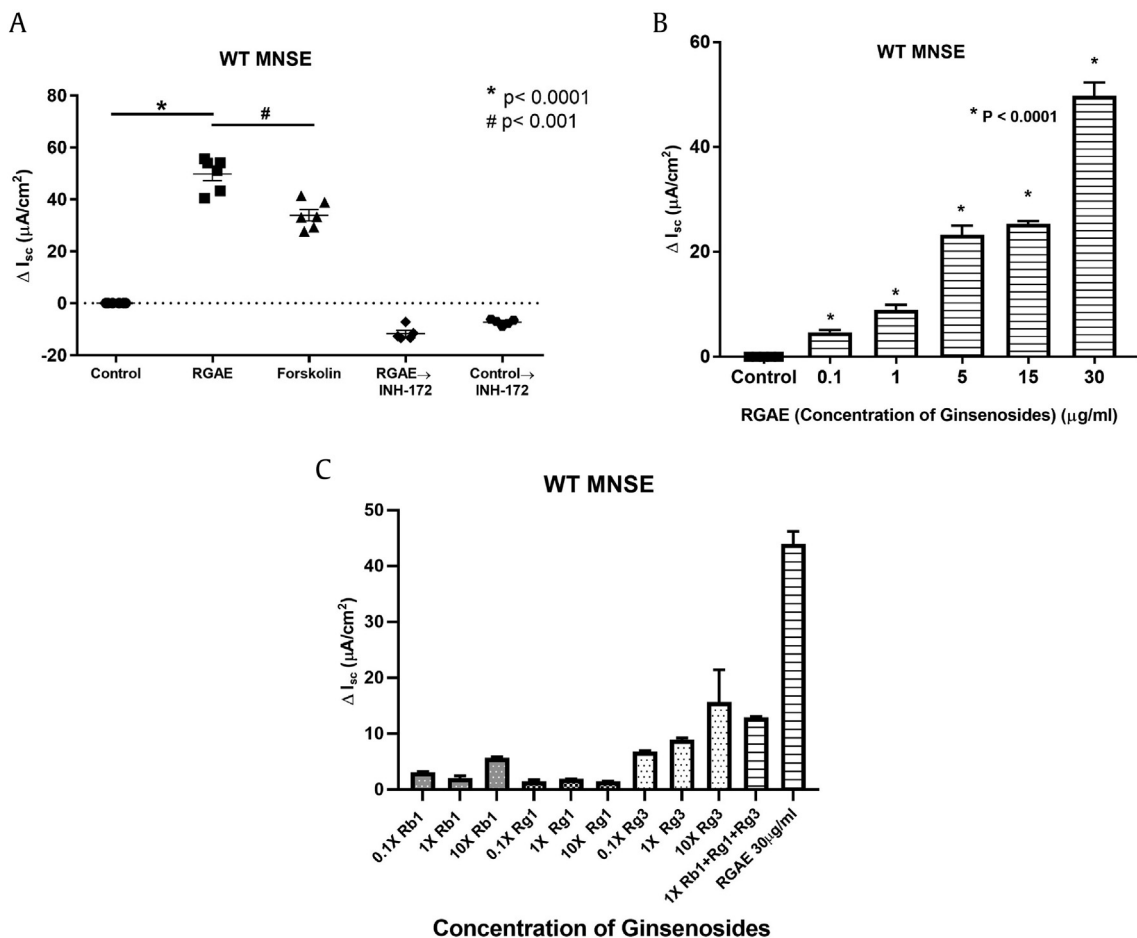 A
WT MNSE
* p< 0.0001
# p< 0.001
*
#
Δ Isc (μA/cm²)
80
60
40
20
0
-20
Control
RGAE
Forskolin
RGAE→
INH-172
Control→
INH-172
B
WT MNSE
* P < 0.0001
Δ Isc (μA/cm²)
60
40
20
0
*
*
*
*
*
Control
0.1
1
5
15
30
RGAE (Concentration of Ginsenosides) (μg/ml)
C
WT MNSE
Δ Isc (μA/cm²)
50
40
30
20
10
0
0.1X Rb1
1X Rb1
10X Rb1
0.1X Rg1
1X Rg1
10X Rg1
0.1X Rg3
1X Rg3
10X Rg3
1X Rb1+Rg1+Rg3
RGAE 30μg/ml
Concentration of Ginsenosides